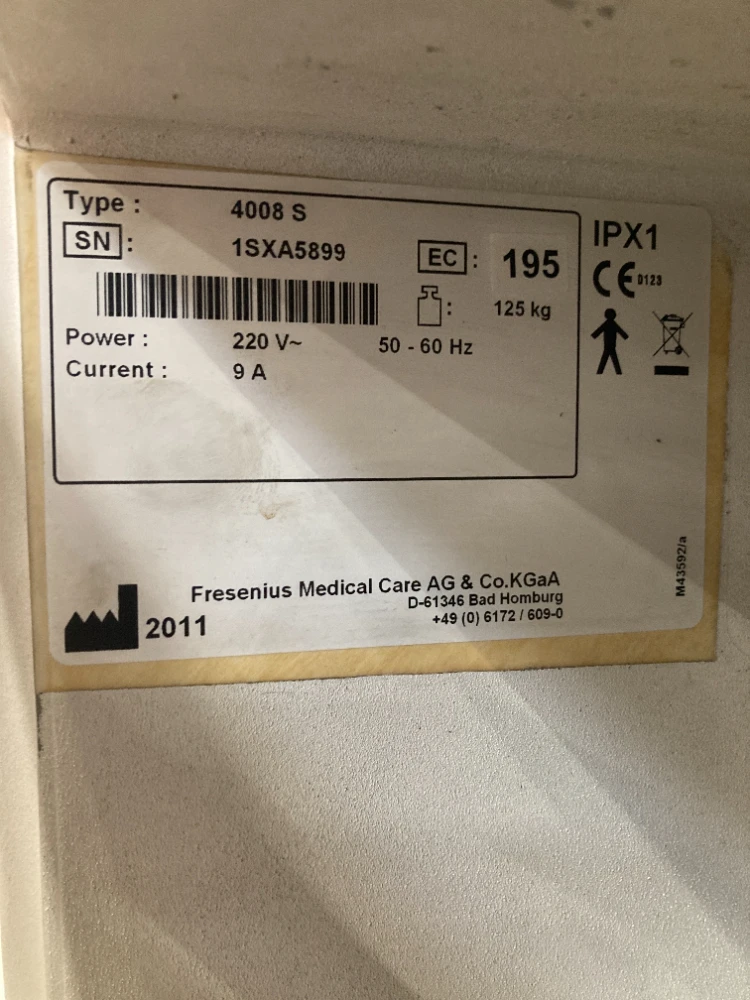 Type : 4008 S
SN : 1SXA5899
EC : 195
: 125 kg
Power : 220 V~ 50 - 60 Hz
Current : 9 A
IPX1
CE 0123
Fresenius Medical Care AG & Co.KGaA
D-61346 Bad Homburg
+49 (0) 6172 / 609-0
2011
M43592/a